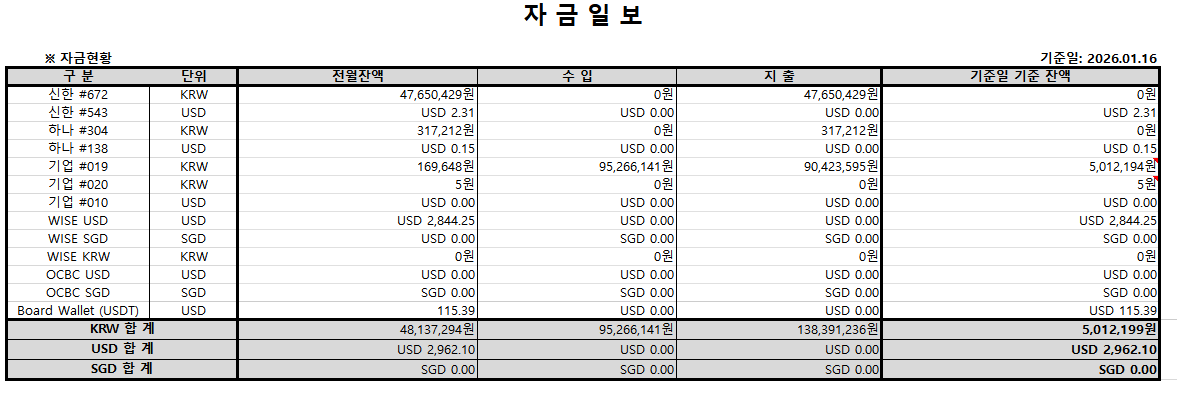 자 금 일 보
※ 자금현황 기준일: 2026.01.16
구 분 단위 전월잔액 수 입 지 출 기준일 기준 잔액
신한 #672 KRW 47,650,429원 0원 47,650,429원 0원
신한 #543 USD USD 2.31 USD 0.00 USD 0.00 USD 2.31
하나 #304 KRW 317,212원 0원 317,212원 0원
하나 #138 USD USD 0.15 USD 0.00 USD 0.00 USD 0.15
기업 #019 KRW 169,648원 95,266,141원 90,423,595원 5,012,194원
기업 #020 KRW 5원 0원 0원 5원
기업 #010 USD USD 0.00 USD 0.00 USD 0.00 USD 0.00
WISE USD USD USD 2,844.25 USD 0.00 USD 0.00 USD 2,844.25
WISE SGD SGD USD 0.00 SGD 0.00 SGD 0.00 SGD 0.00
WISE KRW KRW 0원 0원 0원 0원
OCBC USD USD USD 0.00 USD 0.00 USD 0.00 USD 0.00
OCBC SGD SGD SGD 0.00 SGD 0.00 SGD 0.00 SGD 0.00
Board Wallet (USDT) USD 115.39 USD 0.00 USD 0.00 USD 115.39
KRW 합 계 48,137,294원 95,266,141원 138,391,236원 5,012,199원
USD 합 계 USD 2,962.10 USD 0.00 USD 0.00 USD 2,962.10
SGD 합 계 SGD 0.00 SGD 0.00 SGD 0.00 SGD 0.00